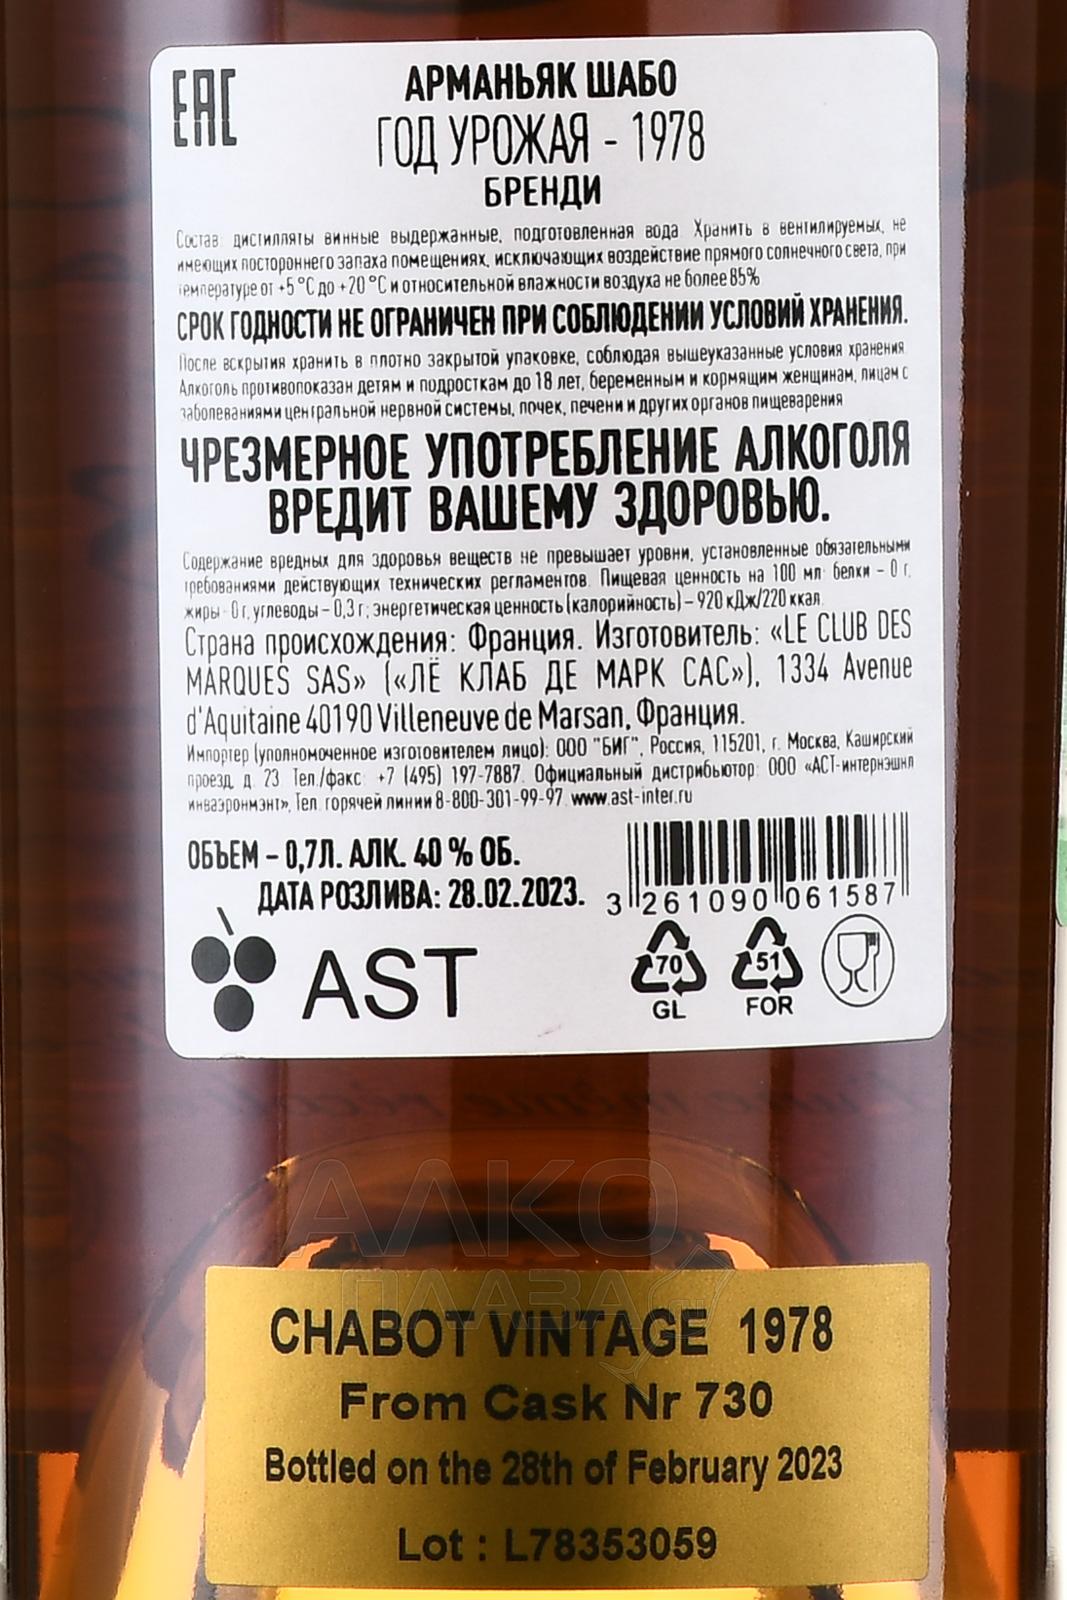 EAC
АРМАНЬЯК ШАБО
ГОД УРОЖАЯ - 1978
БРЕНДИ
Состав: дистилляты винные выдержанные, подготовленная вода. Хранить в вентилируемых, не
имеющих постороннего запаха помещениях, исключающих воздействие прямого солнечного света, при
температуре от +5 °С до +20 °С и относительной влажности воздуха не более 85%
СРОК ГОДНОСТИ НЕ ОГРАНИЧЕН ПРИ СОБЛЮДЕНИИ УСЛОВИЙ ХРАНЕНИЯ.
После вскрытия хранить в плотно закрытой упаковке, соблюдая вышеуказанные условия хранения.
Алкоголь противопоказан детям и подросткам до 18 лет, беременным и кормящим женщинам, лицам с
заболеваниями центральной нервной системы, почек, печени и других органов пищеварения
ЧРЕЗМЕРНОЕ УПОТРЕБЛЕНИЕ АЛКОГОЛЯ
ВРЕДИТ ВАШЕМУ ЗДОРОВЬЮ.
Содержание вредных для здоровья веществ не превышает уровни, установленные обязательными
требованиями действующих технических регламентов. Пищевая ценность на 100 мл: белки – 0 г,
жиры - 0 г, углеводы – 0,3 г; энергетическая ценность (калорийность) – 920 кДж/220 ккал.
Страна происхождения: Франция. Изготовитель: «LE CLUB DES
MARQUES SAS» («ЛЁ КЛАБ ДЕ МАРК САС»), 1334 Avenue
d'Aquitaine 40190 Villeneuve de Marsan, Франция.
Импортер (уполномоченное изготовителем лицо): ООО "БИГ", Россия, 115201, г. Москва, Каширский
проезд, д. 23. Тел./факс: +7 (495) 197-7887. Официальный дистрибьютор: ООО «АСТ-интернэшнл
инваэронмэнт», Тел. горячей линии 8-800-301-99-97. www.ast-inter.ru
ОБЪЕМ – 0,7Л. АЛК. 40 % ОБ.
ДАТА РОЗЛИВА: 28.02.2023.
3 261090 061587
AST
70
GL
51
FOR
АЛКО
ПЛАЗА.ru
CHABOT VINTAGE 1978
From Cask Nr 730
Bottled on the 28th of February 2023
Lot : L78353059